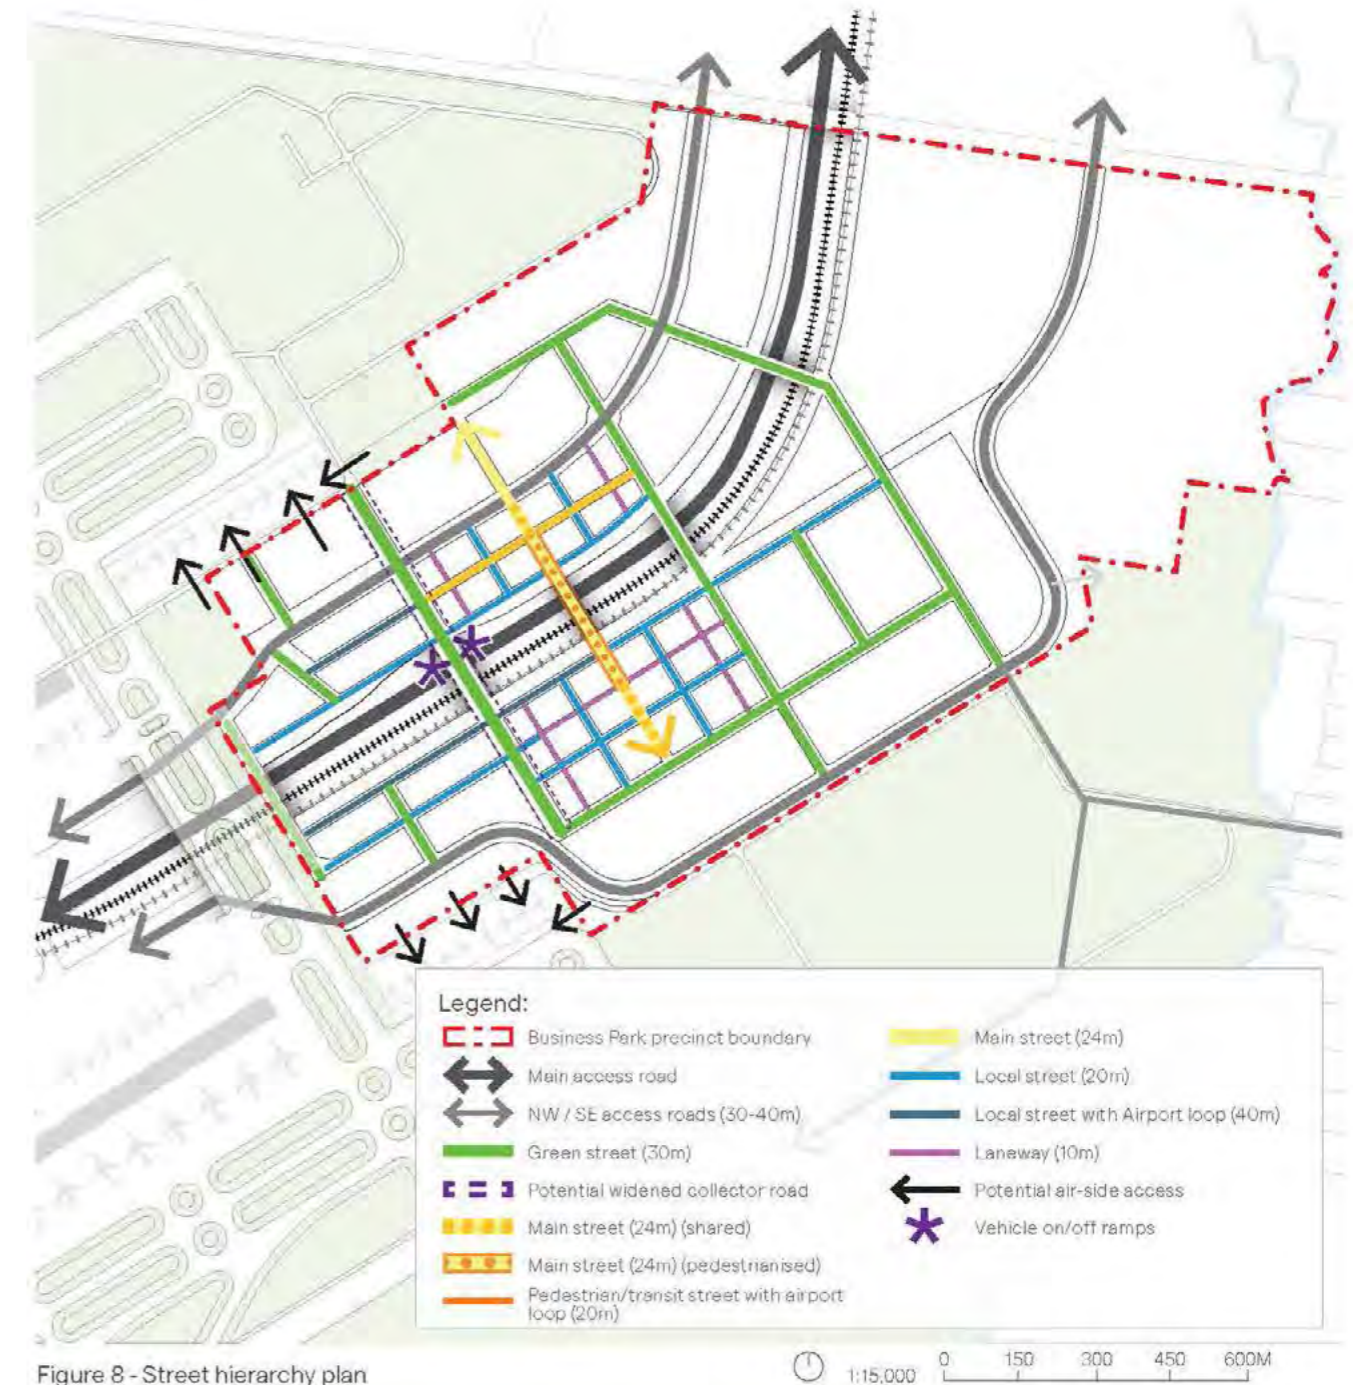 Legend:
Business Park precinct boundary
Main access road
NW / SE access roads (30-40m)
Green street (30m)
Potential widened collector road
Main street (24m) (shared)
Main street (24m) (pedestrianised)
Pedestrian/transit street with airport
loop (20m)
Main street (24m)
Local street (20m)
Local street with Airport loop (40m)
Laneway (10m)
Potential air-side access
Vehicle on/off ramps
Figure 8 - Street hierarchy plan
1:15,000
0 150 300 450 600M